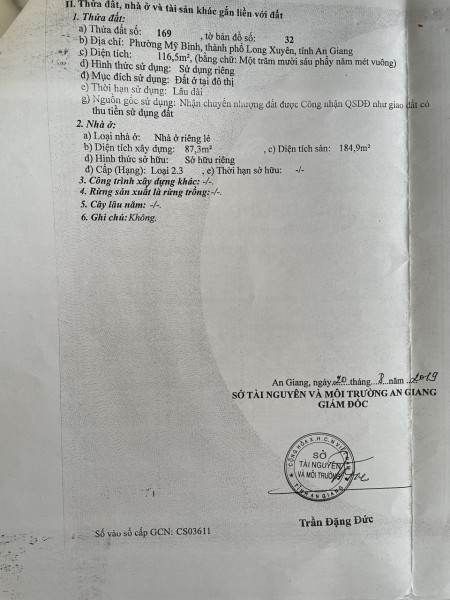 II. Thửa đất, nhà ở và tài sản khác gắn liền với đất
1. Thửa đất:
a) Thửa đất số: 169 , tờ bản đồ số: 32
b) Địa chỉ: Phường Mỹ Bình, thành phố Long Xuyên, tỉnh An Giang
c) Diện tích: 116,5m², (bằng chữ: Một trăm mười sáu phẩy năm mét vuông)
d) Hình thức sử dụng: Sử dụng riêng
đ) Mục đích sử dụng: Đất ở tại đô thị
e) Thời hạn sử dụng: Lâu dài
g) Nguồn gốc sử dụng: Nhận chuyển nhượng đất được Công nhận QSDĐ như giao đất có
thu tiền sử dụng đất
2. Nhà ở:
a) Loại nhà ở: Nhà ở riêng lẻ
b) Diện tích xây dựng: 87,3m² , c) Diện tích sàn: 184,9m²
d) Hình thức sở hữu: Sở hữu riêng
đ) Cấp (Hạng): Loại 2.3 , e) Thời hạn sở hữu: -/-
3. Công trình xây dựng khác: -/-.
4. Rừng sản xuất là rừng trồng: -/-.
5. Cây lâu năm: -/-.
6. Ghi chú: Không.
An Giang, ngày 20 tháng 8 năm 2019
SỞ TÀI NGUYÊN VÀ MÔI TRƯỜNG AN GIANG
GIÁM ĐỐC
CỘNG HÒA X.H.C.N VIỆT NAM
SỞ
TÀI NGUYÊN
VÀ MÔI TRƯỜNG
TỈNH AN GIANG
Trần Đặng Đức
Số vào sổ cấp GCN: CS03611